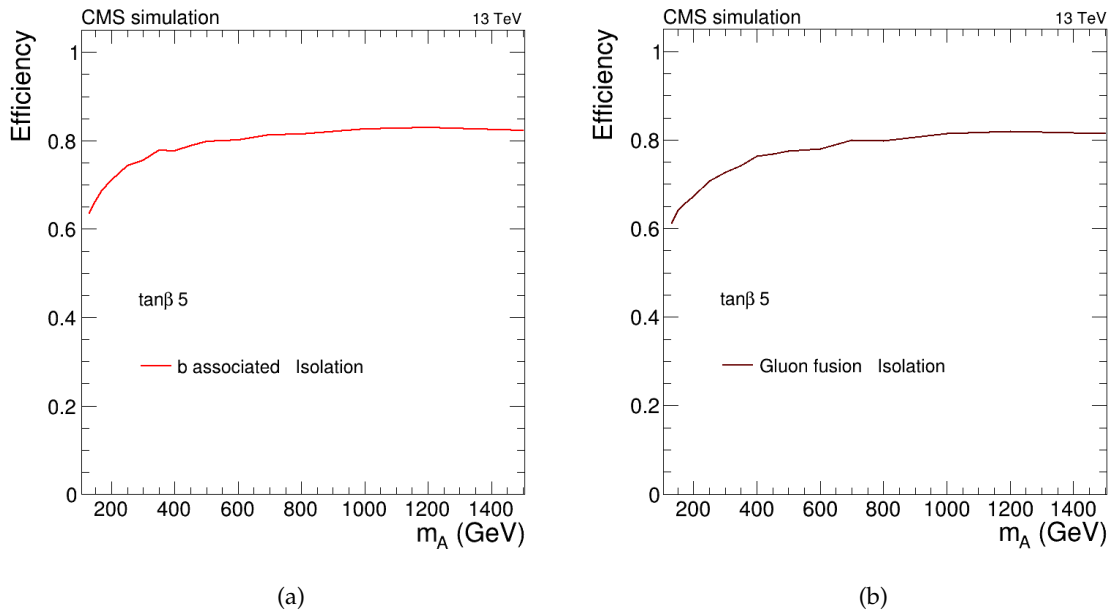 CMS simulation 13 TeV
Efficiency
1
0.8
0.6
0.4
0.2
0
tanβ 5
b associated Isolation
200 400 600 800 1000 1200 1400
m_A (GeV)
(a)
CMS simulation 13 TeV
Efficiency
1
0.8
0.6
0.4
0.2
0
tanβ 5
Gluon fusion Isolation
200 400 600 800 1000 1200 1400
m_A (GeV)
(b)